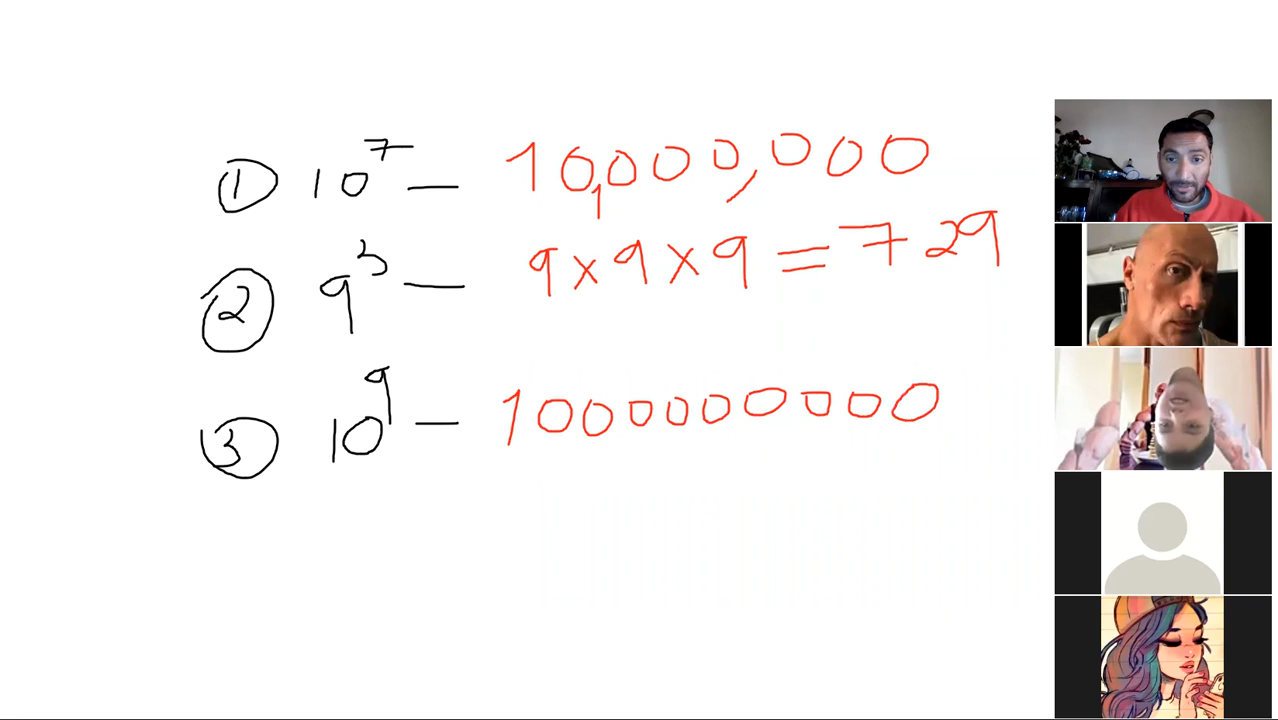 ① 10⁷ — 10,000,000
② 9³ — 9 × 9 × 9 = 729
③ 10⁹ — 1000000000